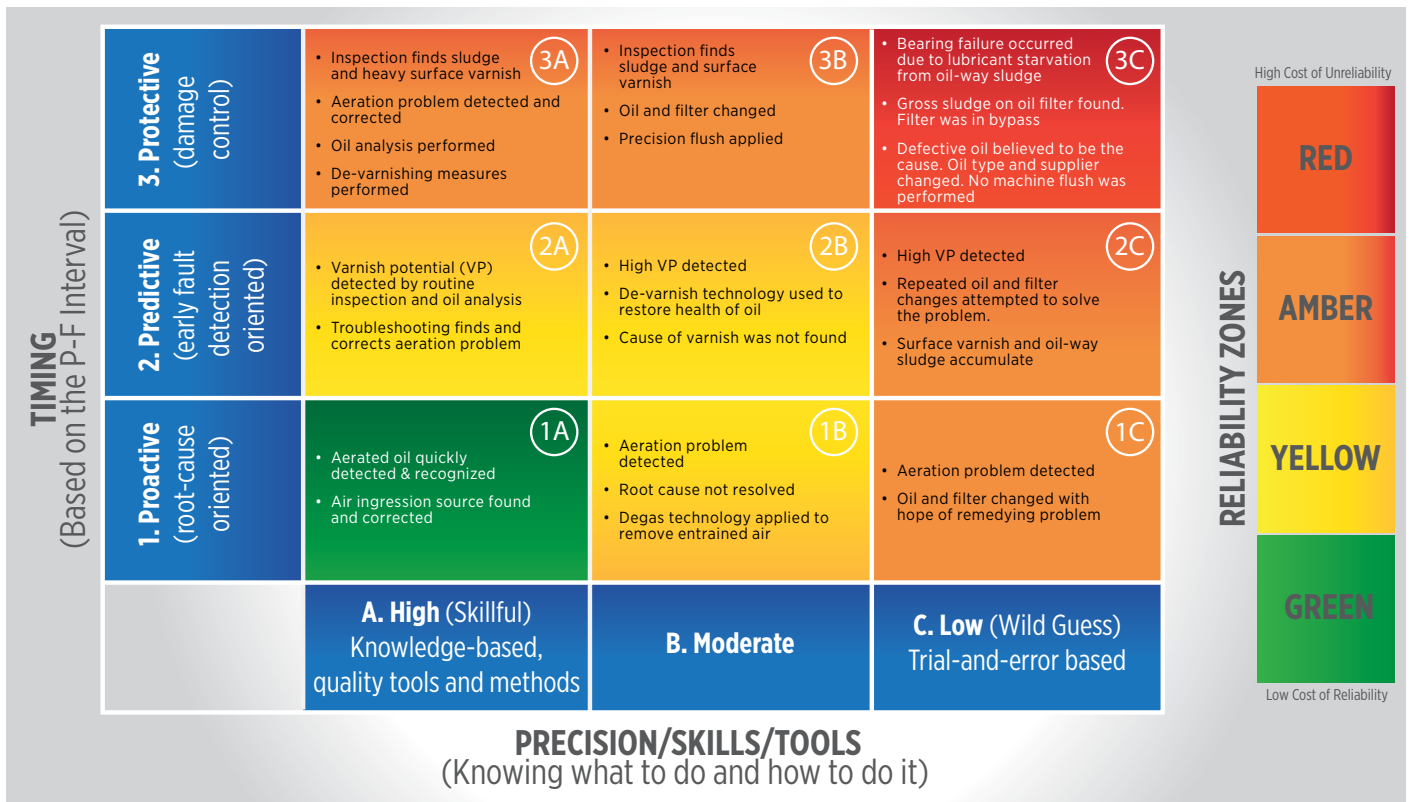 3. Protective
(damage
control)
• Inspection finds sludge
and heavy surface varnish
• Aeration problem detected and
corrected
• Oil analysis performed
• De-varnishing measures
performed
3A
• Inspection finds
sludge and surface
varnish
• Oil and filter changed
• Precision flush applied
3B
• Bearing failure occurred
due to lubricant starvation
from oil-way sludge
• Gross sludge on oil filter found.
Filter was in bypass
• Defective oil believed to be the
cause. Oil type and supplier
changed. No machine flush was
performed
3C
TIMING
(Based on the P-F Interval)
2. Predictive
(early fault
detection
oriented)
• Varnish potential (VP)
detected by routine
inspection and oil analysis
• Troubleshooting finds and
corrects aeration problem
2A
• High VP detected
• De-varnish technology used to
restore health of oil
• Cause of varnish was not found
2B
• High VP detected
• Repeated oil and filter
changes attempted to solve
the problem.
• Surface varnish and oil-way
sludge accumulate
2C
1. Proactive
(root-cause
oriented)
• Aerated oil quickly
detected & recognized
• Air ingression source found
and corrected
1A
• Aeration problem
detected
• Root cause not resolved
• Degas technology applied to
remove entrained air
1B
• Aeration problem detected
• Oil and filter changed with
hope of remedying problem
1C
A. High (Skillful)
Knowledge-based,
quality tools and methods
B. Moderate
C. Low (Wild Guess)
Trial-and-error based
PRECISION/SKILLS/TOOLS
(Knowing what to do and how to do it)
RELIABILITY ZONES
High Cost of Unreliability
RED
AMBER
YELLOW
GREEN
Low Cost of Reliability